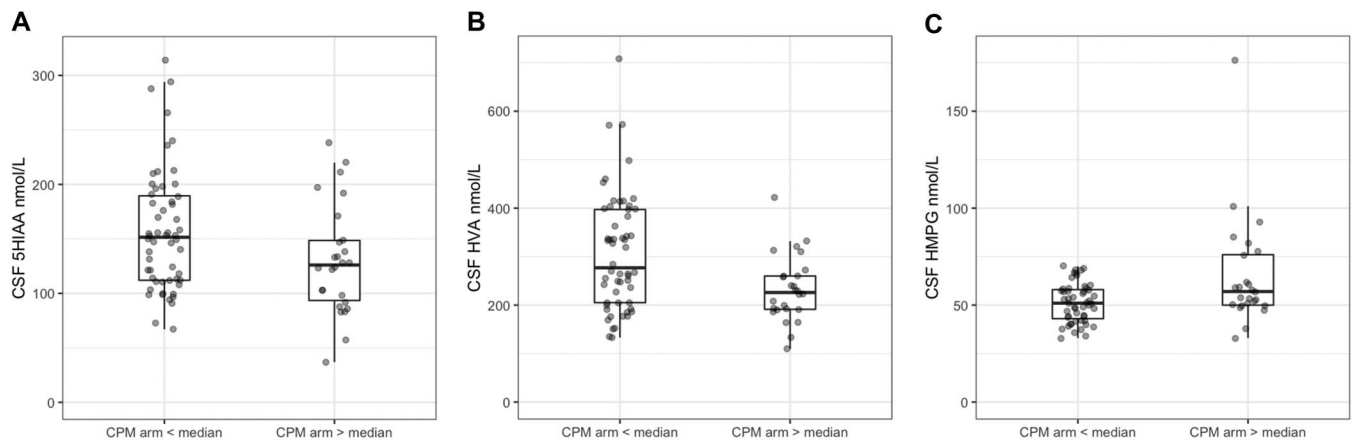 A
CSF 5HIAA nmol/L
300
200
100
0
CPM arm < median
CPM arm > median
B
CSF HVA nmol/L
600
400
200
0
CPM arm < median
CPM arm > median
C
CSF HMPG nmol/L
150
100
50
0
CPM arm < median
CPM arm > median